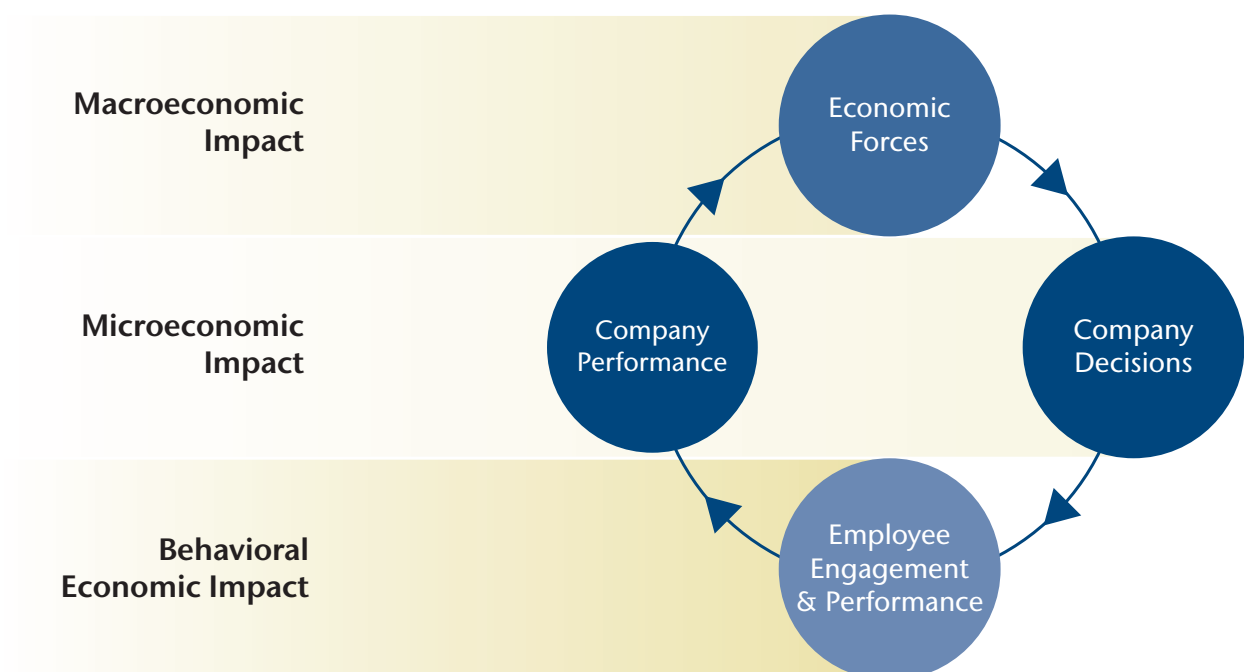 Macroeconomic
Impact
Economic
Forces
Microeconomic
Impact
Company
Performance
Company
Decisions
Behavioral
Economic Impact
Employee
Engagement
& Performance